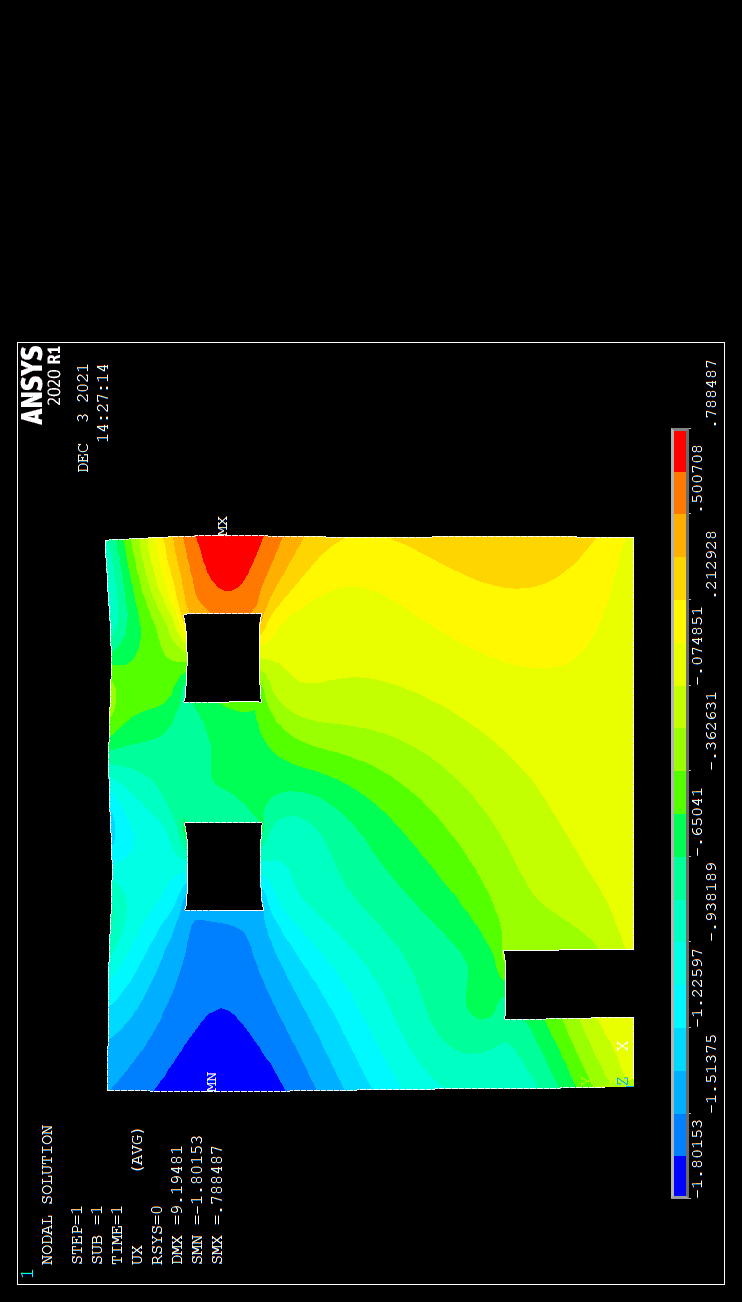 1
NODAL SOLUTION
STEP=1
SUB =1
TIME=1
UX (AVG)
RSYS=0
DMX =9.19481
SMN =-1.80153
SMX =.788487
ANSYS
2020 R1
DEC 3 2021
14:27:14
MN
MX
X
Z
-1.80153
-1.51375
-1.22597
-.938189
-.65041
-.362631
-.074851
.212928
.500708
.788487